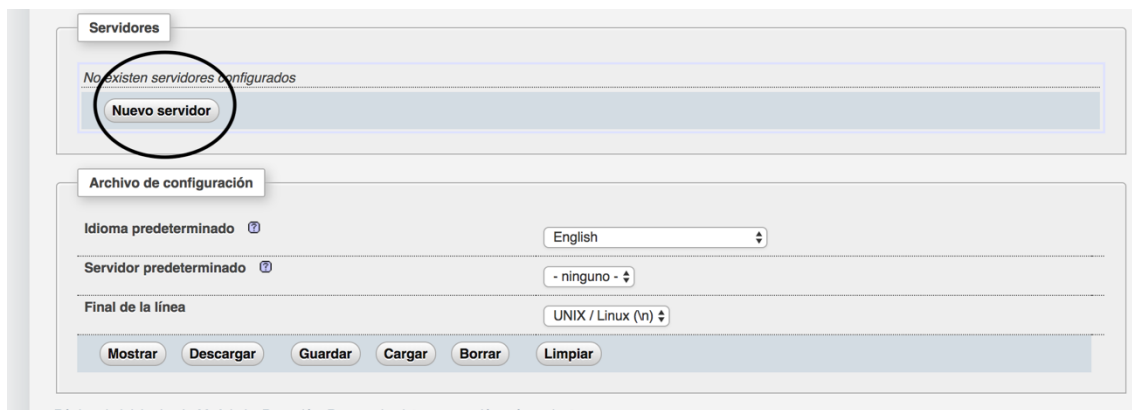 Servidores
No existen servidores configurados
Nuevo servidor
Archivo de configuración
Idioma predeterminado
English
Servidor predeterminado
- ninguno -
Final de la línea
UNIX / Linux (\n)
Mostrar Descargar Guardar Cargar Borrar Limpiar